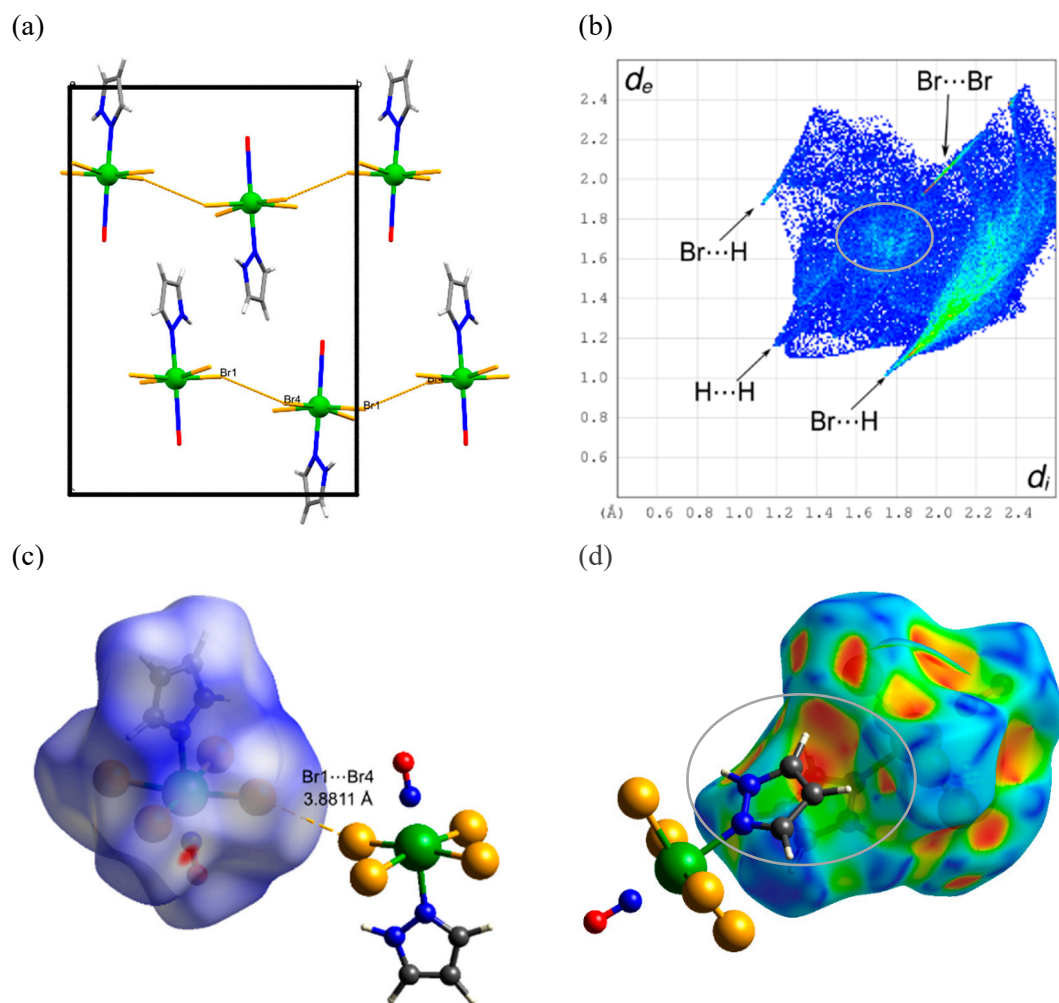 (a)
(b)
a
b
Br1
Br4
Br1
c
d_e
Br···Br
Br···H
H···H
Br···H
d_i
2.4
2.2
2.0
1.8
1.6
1.4
1.2
1.0
0.8
0.6
(Å) 0.6 0.8 1.0 1.2 1.4 1.6 1.8 2.0 2.2 2.4
(c)
(d)
Br1···Br4
3.8811 Å